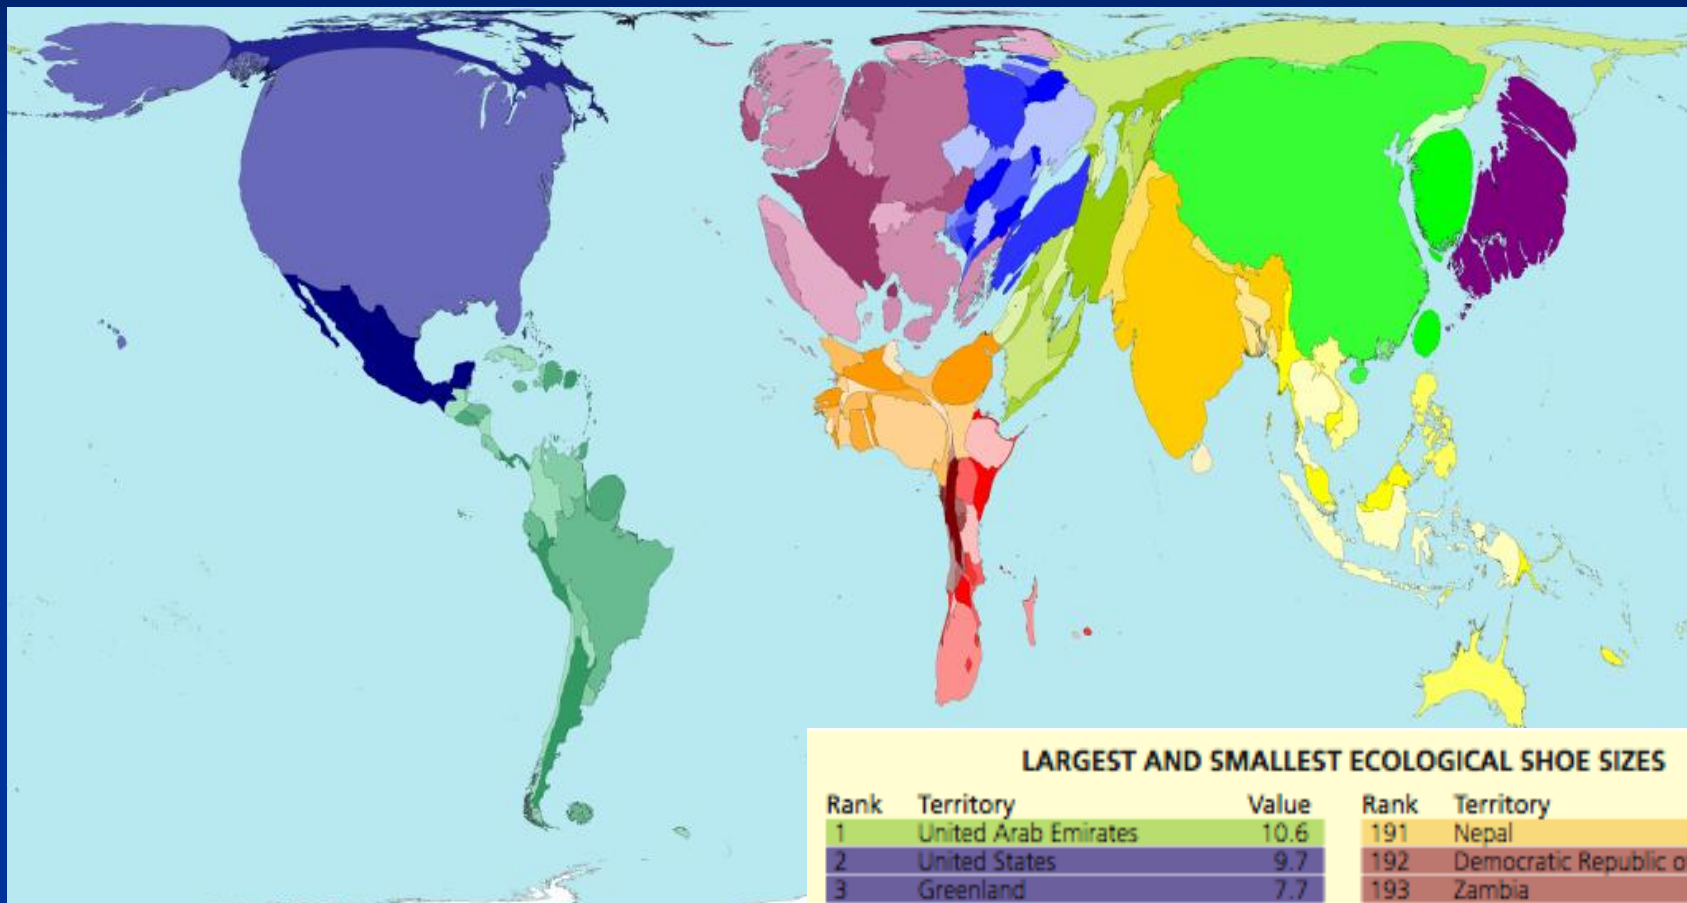 LARGEST AND SMALLEST ECOLOGICAL SHOE SIZES
Rank Territory Value Rank Territory
1 United Arab Emirates 10.6 191 Nepal
2 United States 9.7 192 Democratic Republic o
3 Greenland 7.7 193 Zambia